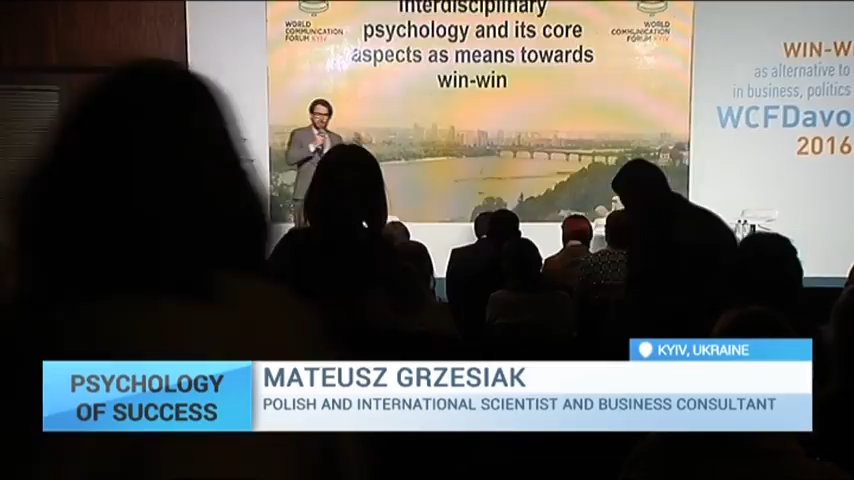 interdisciplinary
psychology and its core
aspects as means towards
win-win
WORLD
COMMUNICATION
FORUM KYIV
WORLD
COMMUNICATION
FORUM KYIV
WIN-W
as alternative to
in business, politics
WCFDavo
2016
KYIV, UKRAINE
PSYCHOLOGY
OF SUCCESS
MATEUSZ GRZESIAK
POLISH AND INTERNATIONAL SCIENTIST AND BUSINESS CONSULTANT